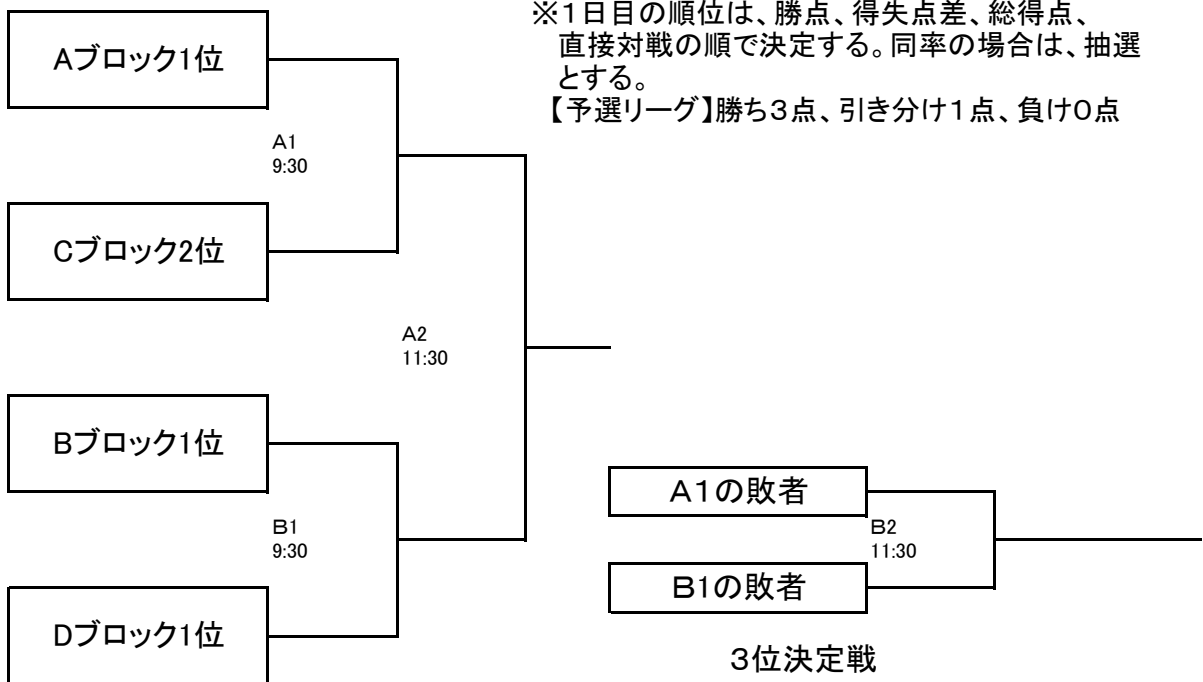 ※１日目の順位は、勝点、得失点差、総得点、
直接対戦の順で決定する。同率の場合は、抽選
とする。
【予選リーグ】勝ち３点、引き分け１点、負け０点
Aブロック1位
A1
9:30
Cブロック2位
A2
11:30
Bブロック1位
B1
9:30
Dブロック1位
A１の敗者
B2
11:30
B1の敗者
３位決定戦